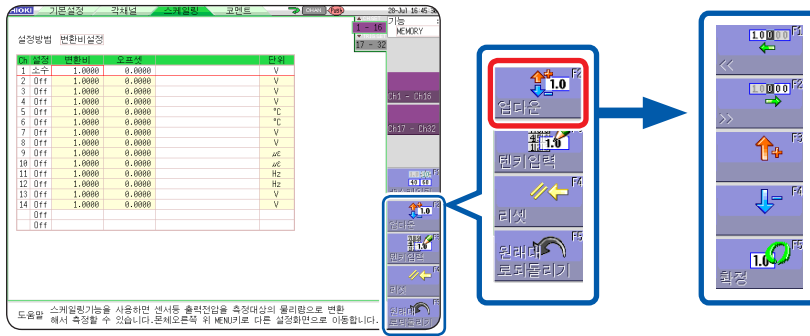 HIOKI 기본설정 각채널 스케일링 코멘트 CHAN Push 28-Jul 16:45:3
기능
MEMORY
1 - 16
17 - 32
설정방법 변환비설정
Ch 설정 변환비 오프셋 단위
1 소수 1.0000 0.0000 V
2 Off 1.0000 0.0000 V
3 Off 1.0000 0.0000 V
4 Off 1.0000 0.0000 V
5 Off 1.0000 0.0000 °C
6 Off 1.0000 0.0000 °C
7 Off 1.0000 0.0000 V
8 Off 1.0000 0.0000 V
9 Off 1.0000 0.0000 με
10 Off 1.0000 0.0000 με
11 Off 1.0000 0.0000 Hz
12 Off 1.0000 0.0000 Hz
13 Off 1.0000 0.0000 V
14 Off 1.0000 0.0000 V
Off
Off
Ch1 - Ch16
Ch17 - Ch32
1.0
업다운
1.0
텐키입력
리셋
원래대
로되돌리기
도움말 스케일링기능을 사용하면 센서등 출력전압을 측정대상의 물리량으로 변환
해서 측정할 수 있습니다.본체오른쪽 위 MENU키로 다른 설정화면으로 이동합니다.
F2
1.0
업다운
1.0
텐키입력
F4
리셋
F5
원래대
로되돌리기
1.0000 F1
<<
1.0000 F2
>>
F3
F4
F5
1.0
확정